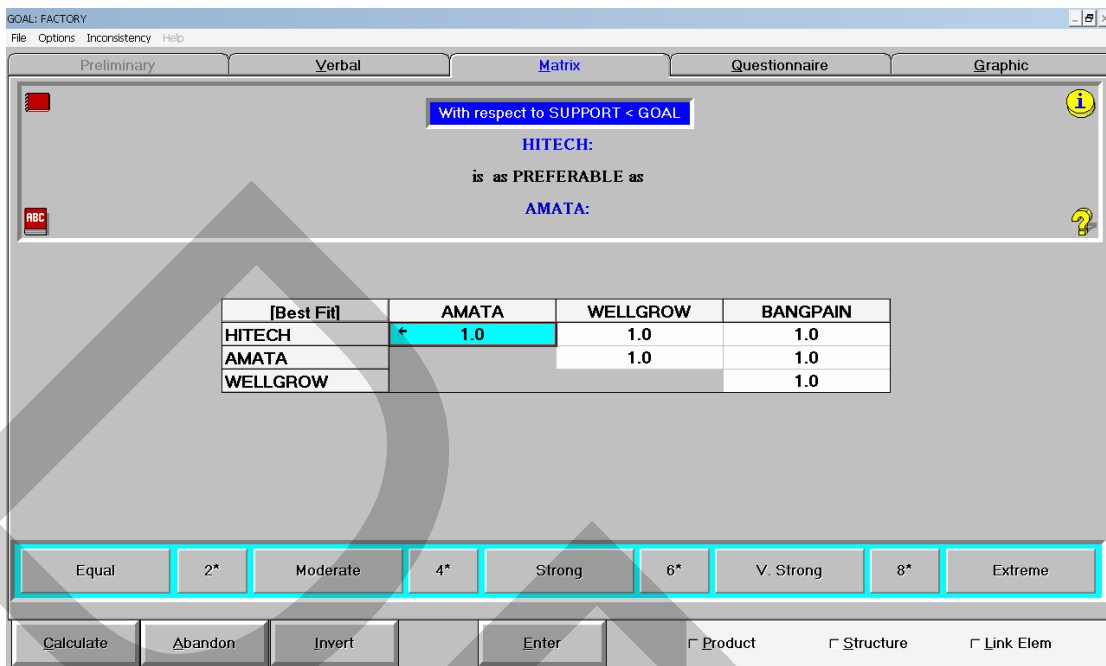 GOAL: FACTORY
File Options Inconsistency Help
Preliminary Verbal Matrix Questionnaire Graphic
With respect to SUPPORT < GOAL
i
HITECH:
is as PREFERABLE as
AMATA:
ABC
?
[Best Fit] AMATA WELLGROW BANGPAIN
HITECH 1.0 1.0 1.0
AMATA 1.0 1.0
WELLGROW 1.0
Equal 2* Moderate 4* Strong 6* V. Strong 8* Extreme
Calculate Abandon Invert Enter Product Structure Link Elem